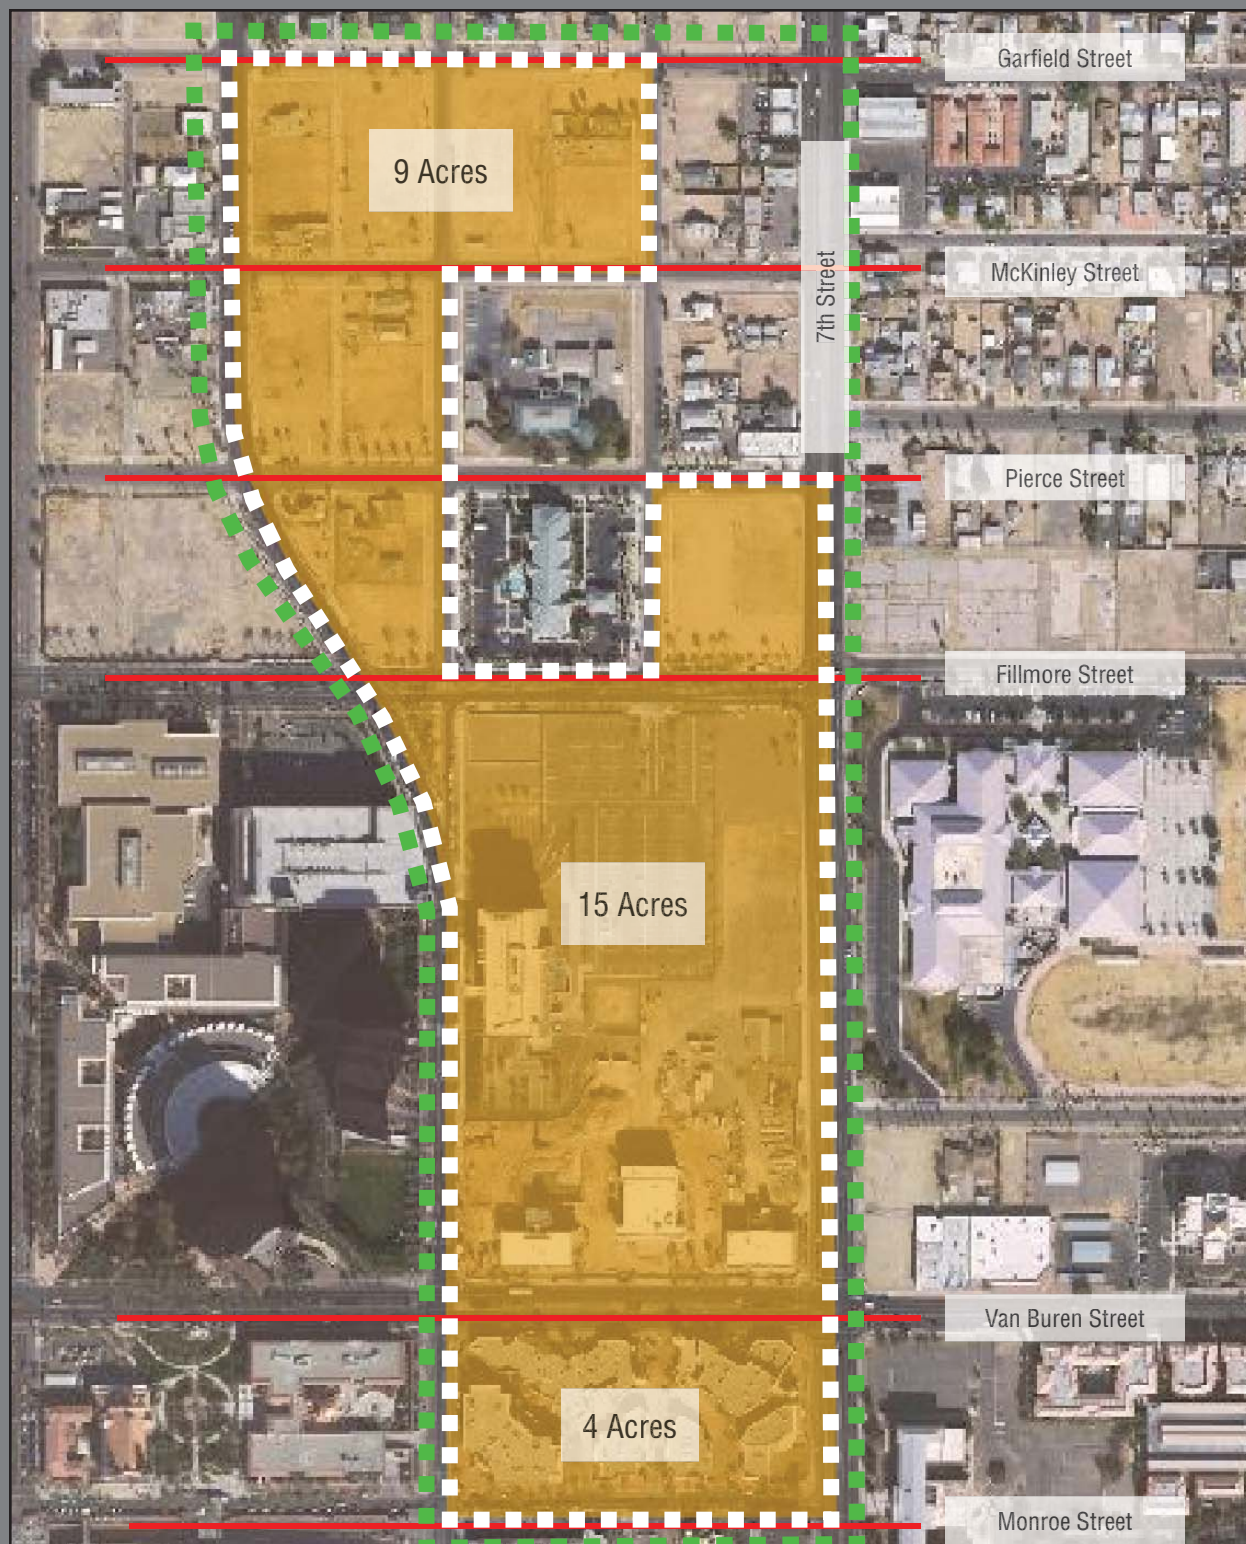 Garfield Street
9 Acres
McKinley Street
7th Street
Pierce Street
Fillmore Street
15 Acres
Van Buren Street
4 Acres
Monroe Street